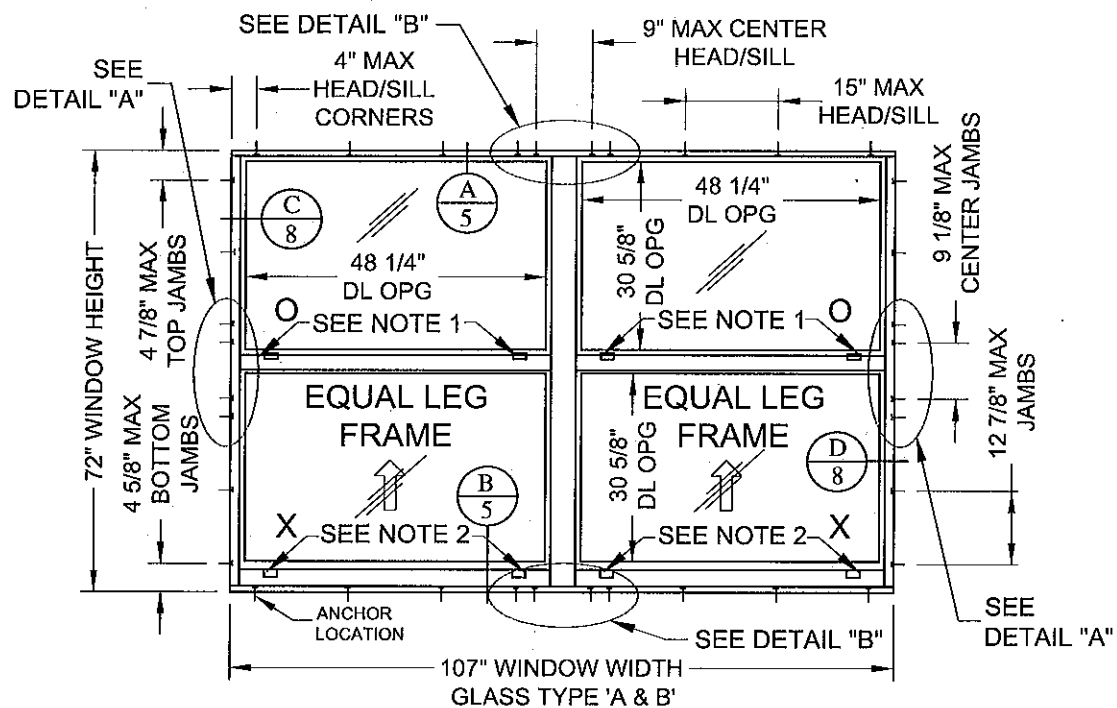 SEE DETAIL "B"
9" MAX CENTER
HEAD/SILL
SEE
DETAIL "A"
4" MAX
HEAD/SILL
CORNERS
15" MAX
HEAD/SILL
72" WINDOW HEIGHT
4 7/8" MAX
TOP JAMBS
4 5/8" MAX
BOTTOM
JAMBS
C
8
A
5
48 1/4"
DL OPG
48 1/4"
DL OPG
30 5/8"
DL OPG
9 1/8" MAX
CENTER JAMBS
O
O
SEE NOTE 1
SEE NOTE 1
EQUAL LEG
FRAME
EQUAL LEG
FRAME
30 5/8"
DL OPG
12 7/8" MAX
JAMBS
B
5
D
8
X
X
SEE NOTE 2
SEE NOTE 2
ANCHOR
LOCATION
SEE DETAIL "B"
SEE
DETAIL "A"
107" WINDOW WIDTH
GLASS TYPE 'A & B'